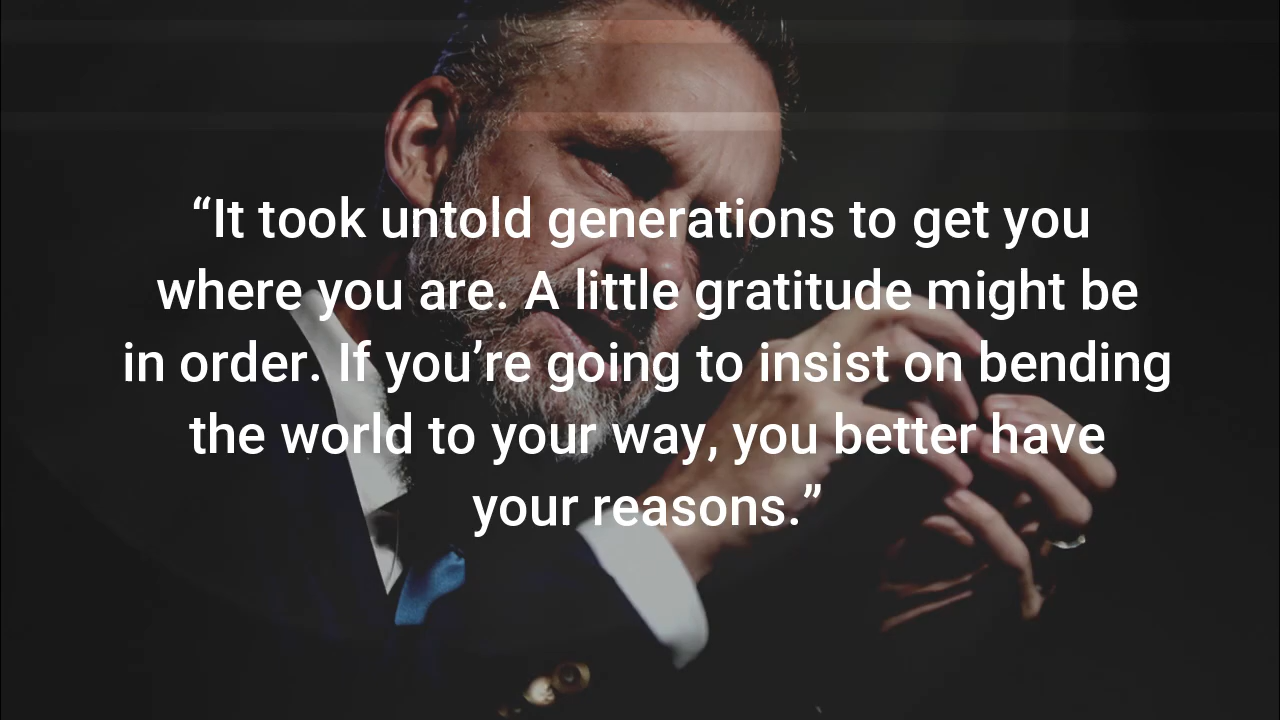 “It took untold generations to get you
where you are. A little gratitude might be
in order. If you’re going to insist on bending
the world to your way, you better have
your reasons.”